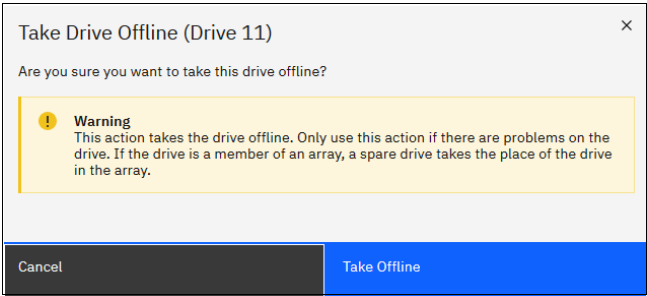 Take Drive Offline (Drive 11)
Are you sure you want to take this drive offline?
Warning
This action takes the drive offline. Only use this action if there are problems on the
drive. If the drive is a member of an array, a spare drive takes the place of the drive
in the array.
Cancel
Take Offline